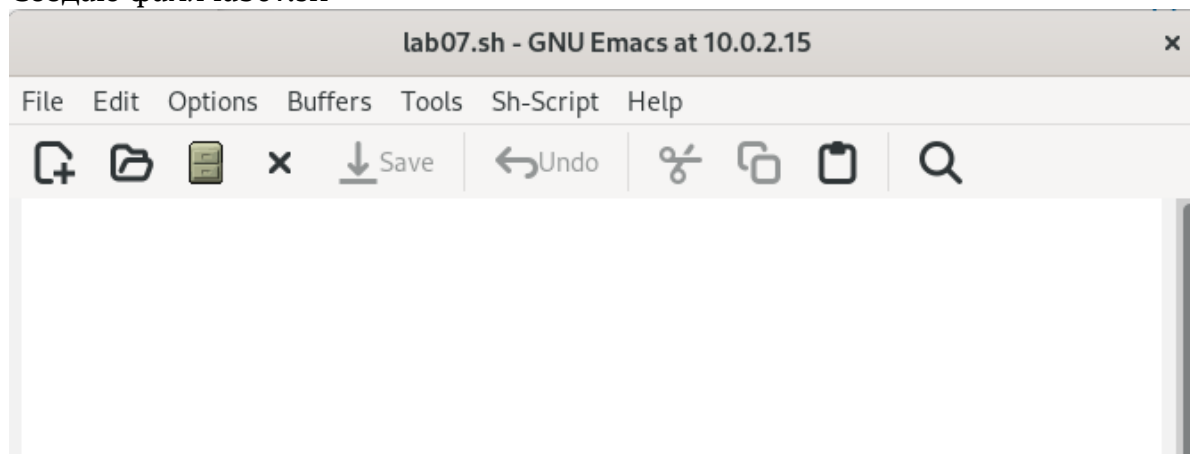 lab07.sh - GNU Emacs at 10.0.2.15
File Edit Options Buffers Tools Sh-Script Help
Save Undo